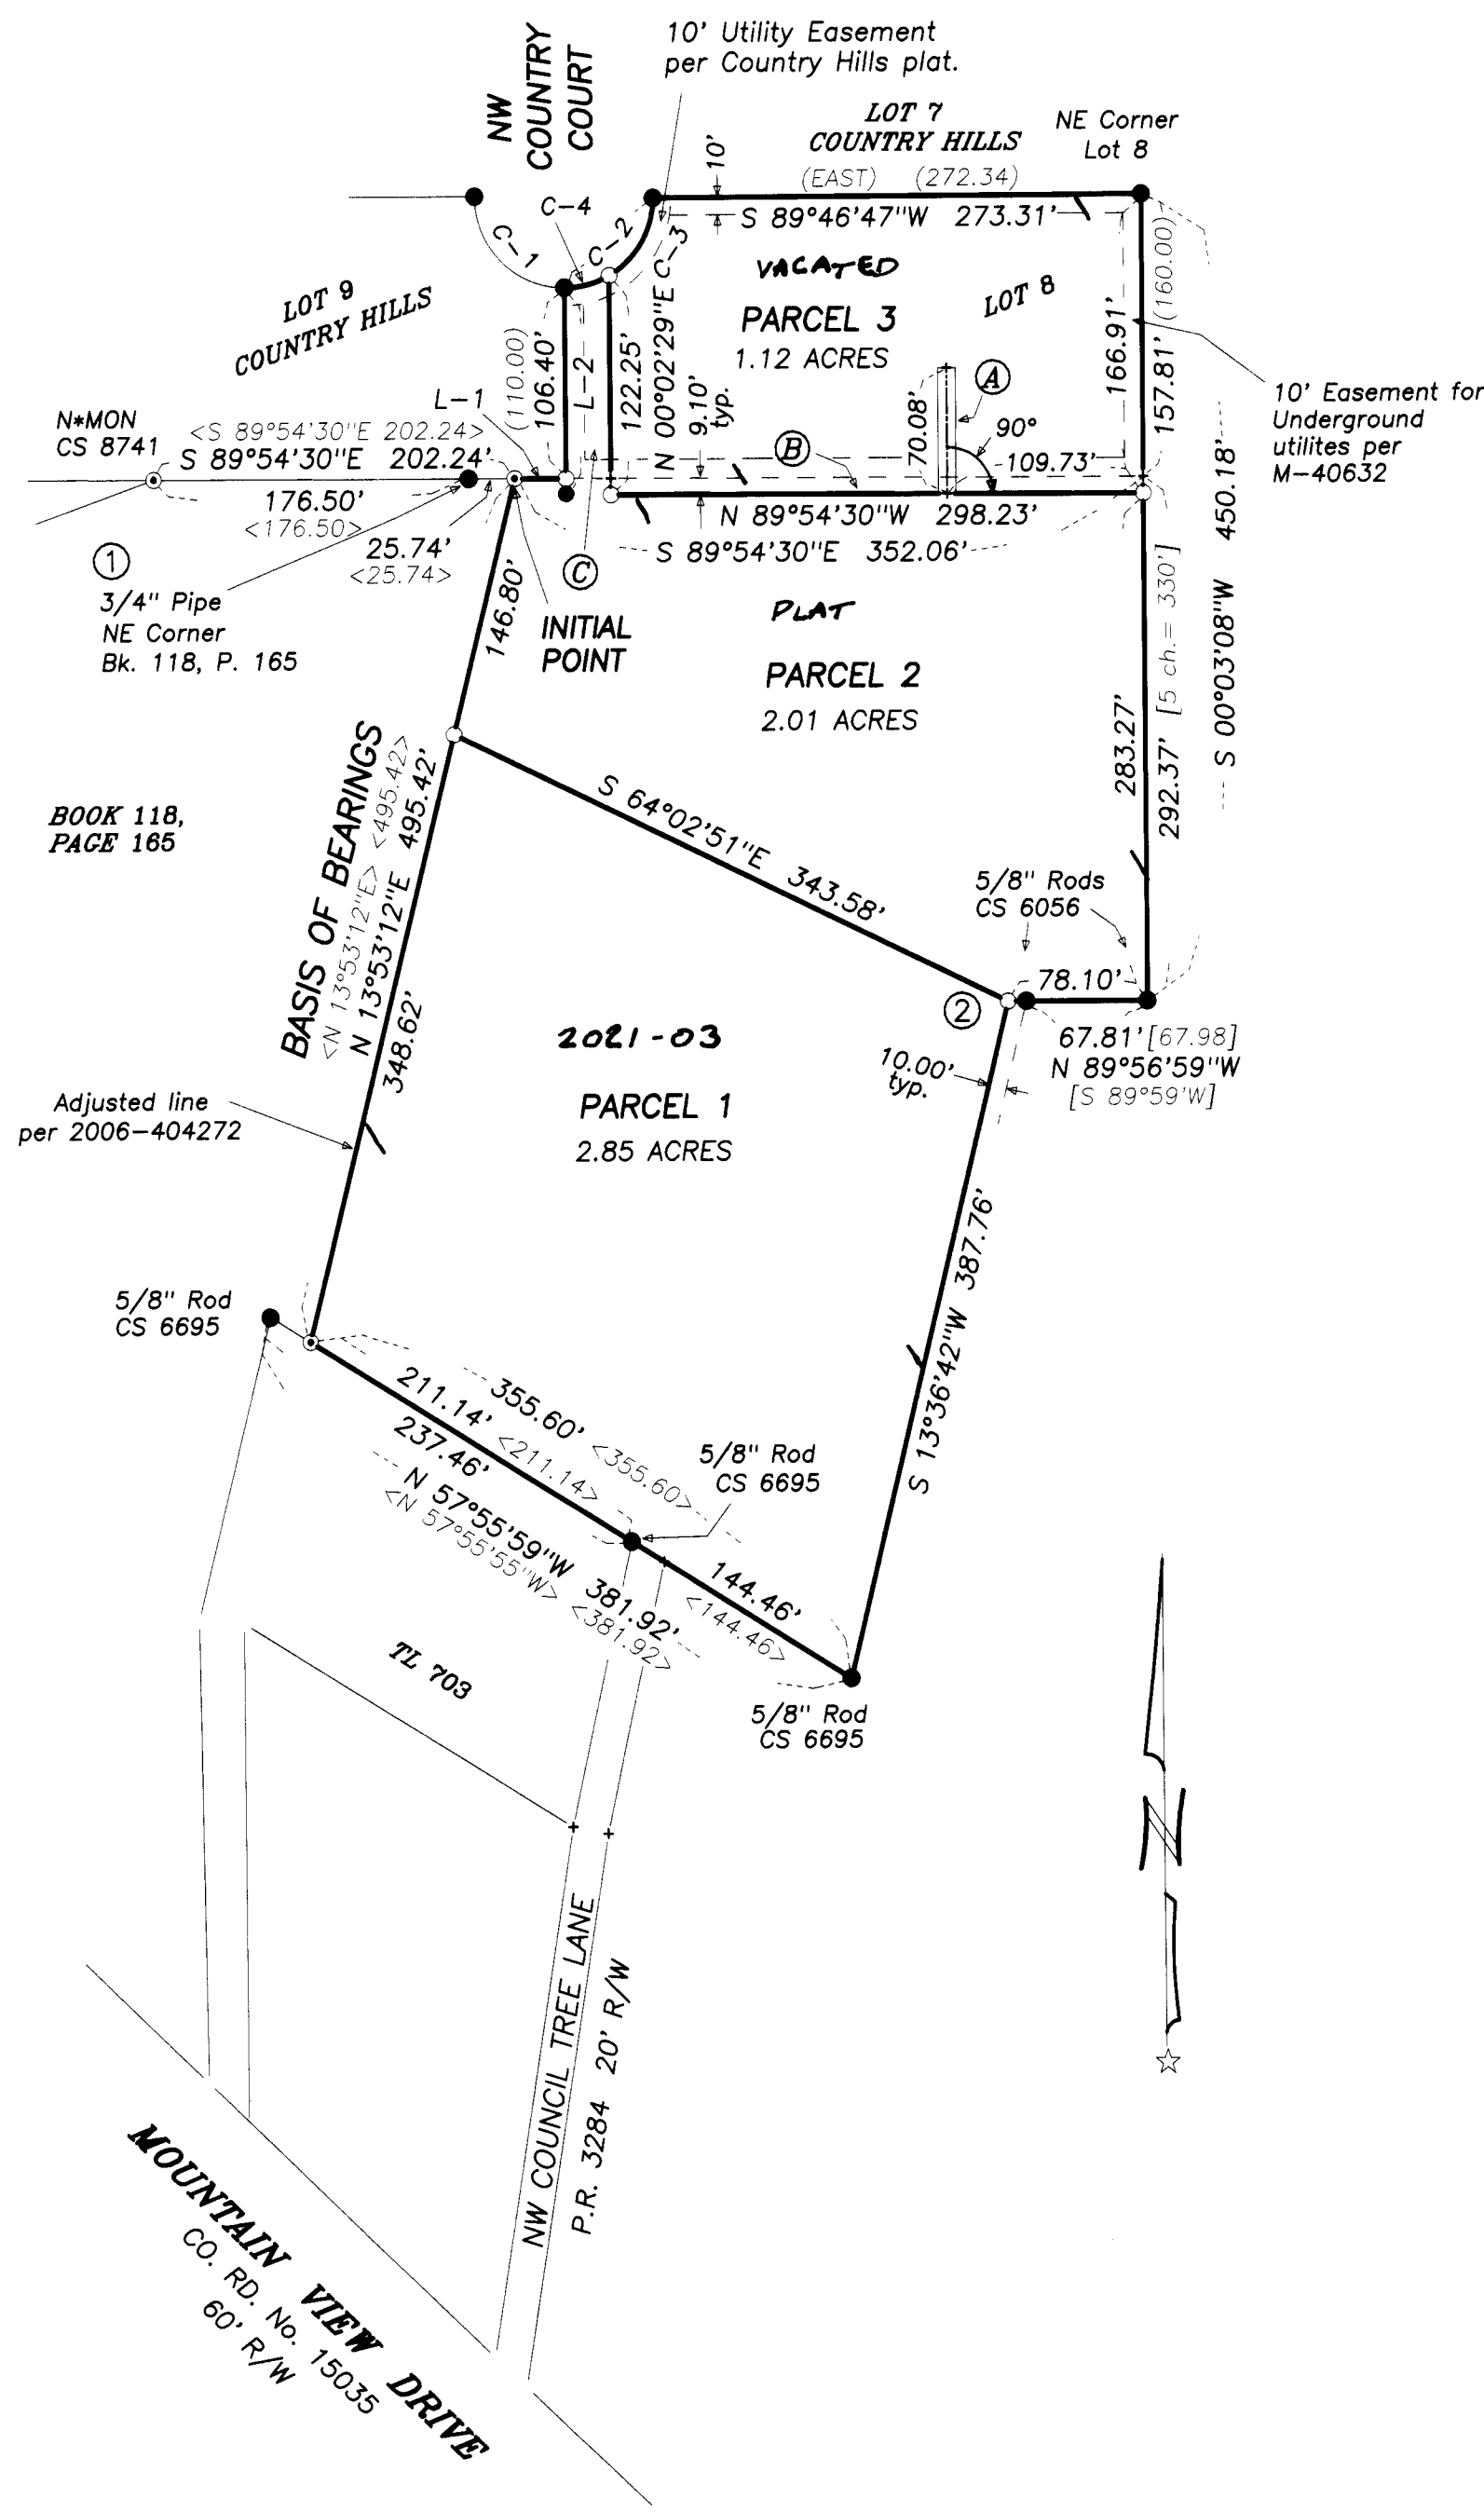 10' Utility Easement
per Country Hills plat.
NW
COUNTRY
COURT
LOT 7
COUNTRY HILLS
NE Corner
Lot 8
10'
(EAST) (272.34)
S 89°46'47"W 273.31'
C-4
C-1
C-2
C-3
VACATED
LOT 8
PARCEL 3
1.12 ACRES
LOT 9
COUNTRY HILLS
(110.00)
106.40'
L-2
122.25'
N 00°02'29"E
9.10'
typ.
70.08'
A
90°
109.73'
166.91'
157.81'
(160.00)
10' Easement for
Underground
utilites per
M-40632
L-1
N*MON
CS 8741
<S 89°54'30"E 202.24>
S 89°54'30"E 202.24'
176.50'
<176.50>
25.74'
<25.74>
B
N 89°54'30"W 298.23'
S 89°54'30"E 352.06'
C
1
3/4" Pipe
NE Corner
Bk. 118, P. 165
146.80'
INITIAL
POINT
PLAT
PARCEL 2
2.01 ACRES
283.27'
292.37' [5 ch.= 330']
S 00°03'08"W 450.18'
BOOK 118,
PAGE 165
BASIS OF BEARINGS
<N 13°53'12"E> <495.42>
N 13°53'12"E 495.42'
348.62'
S 64°02'51"E 343.58'
5/8" Rods
CS 6056
78.10'
2
67.81' [67.98]
N 89°56'59"W
[S 89°59'W]
10.00'
typ.
2021-03
PARCEL 1
2.85 ACRES
Adjusted line
per 2006-404272
S 13°36'42"W 387.76'
5/8" Rod
CS 6695
355.60' <355.60>
211.14' <211.14>
237.46'
N 57°55'59"W 381.92'
<N 57°55'55"W> <381.92>
5/8" Rod
CS 6695
144.46'
<144.46>
5/8" Rod
CS 6695
TL 703
N
NW COUNCIL TREE LANE
P.R. 3284 20' R/W
MOUNTAIN VIEW DRIVE
CO. RD. No. 15035
60' R/W